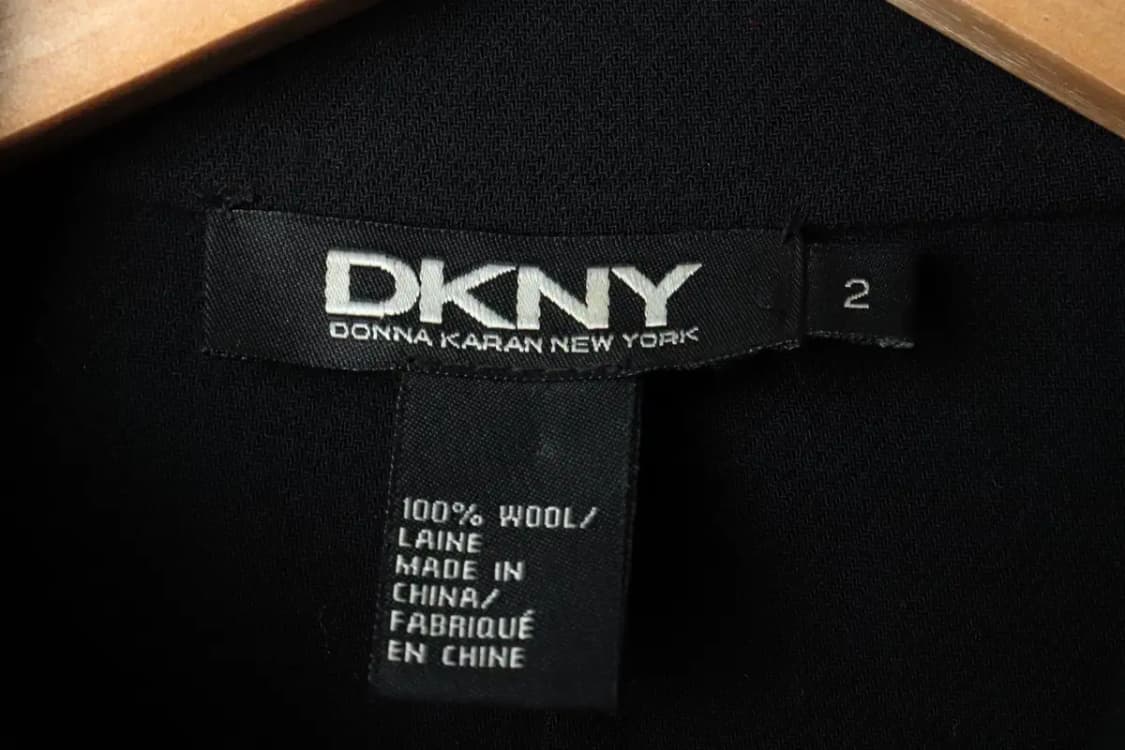 DKNY
DONNA KARAN NEW YORK
2
100% WOOL/
LAINE
MADE IN
CHINA/
FABRIQUÉ
EN CHINE